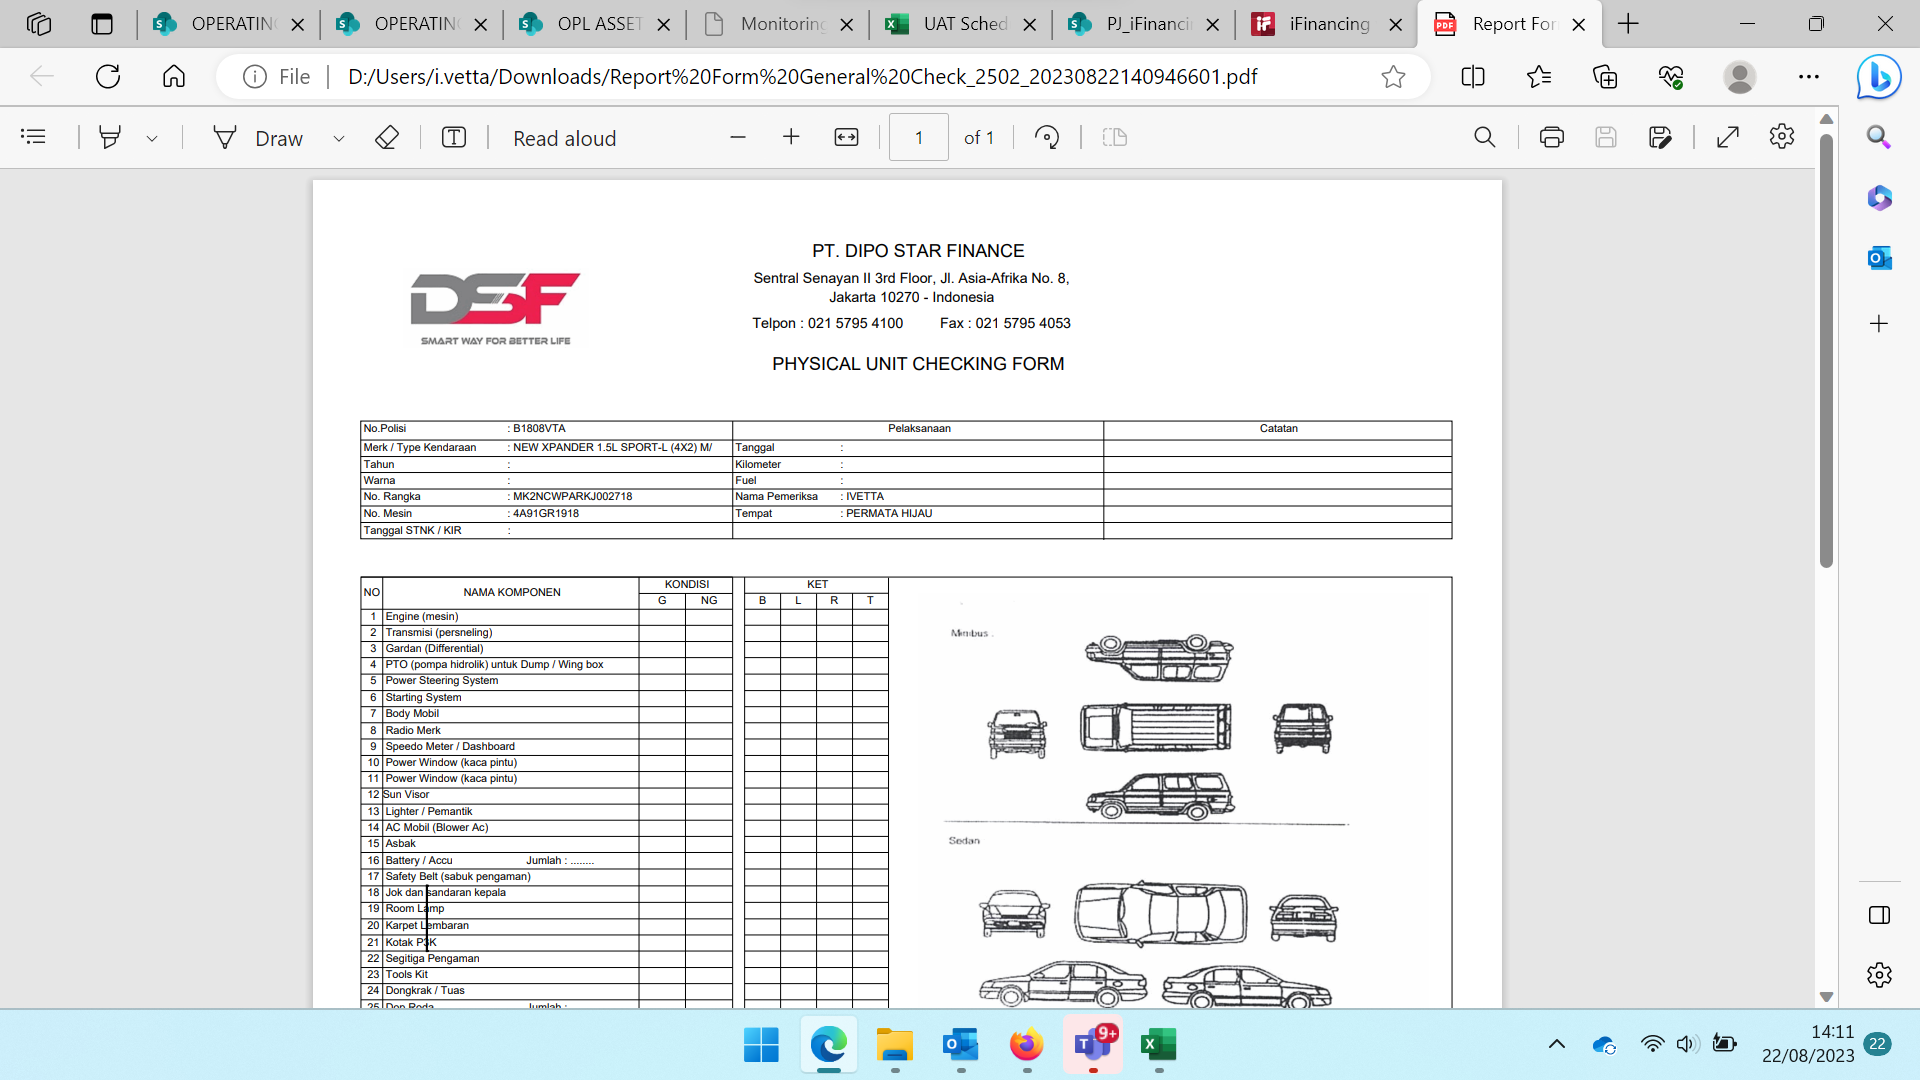 OPERATING
OPERATING
OPL ASSET
Monitoring
UAT Sched
PJ_iFinanci
iFinancing
Report For
File
D:/Users/i.vetta/Downloads/Report%20Form%20General%20Check_2502_20230822140946601.pdf
Draw
Read aloud
1
of 1
PT. DIPO STAR FINANCE
Sentral Senayan II 3rd Floor, Jl. Asia-Afrika No. 8,
Jakarta 10270 - Indonesia
Telpon : 021 5795 4100 Fax : 021 5795 4053
DSF
SMART WAY FOR BETTER LIFE
PHYSICAL UNIT CHECKING FORM
No.Polisi : B1808VTA Pelaksanaan Catatan
Merk / Type Kendaraan : NEW XPANDER 1.5L SPORT-L (4X2) M/ Tanggal :
Tahun : Kilometer :
Warna : Fuel :
No. Rangka : MK2NCWPARKJ002718 Nama Pemeriksa : IVETTA
No. Mesin : 4A91GR1918 Tempat : PERMATA HIJAU
Tanggal STNK / KIR :
NO NAMA KOMPONEN KONDISI KET
G NG B L R T
1 Engine (mesin)
2 Transmisi (persneling)
3 Gardan (Differential)
4 PTO (pompa hidrolik) untuk Dump / Wing box
5 Power Steering System
6 Starting System
7 Body Mobil
8 Radio Merk
9 Speedo Meter / Dashboard
10 Power Window (kaca pintu)
11 Power Window (kaca pintu)
12 Sun Visor
13 Lighter / Pemantik
14 AC Mobil (Blower Ac)
15 Asbak
16 Battery / Accu Jumlah : ........
17 Safety Belt (sabuk pengaman)
18 Jok dan sandaran kepala
19 Room Lamp
20 Karpet Lembaran
21 Kotak P3K
22 Segitiga Pengaman
23 Tools Kit
24 Dongkrak / Tuas
25 Dop Roda Jumlah :
Minibus .
Sedan
9+
14:11
22/08/2023
22